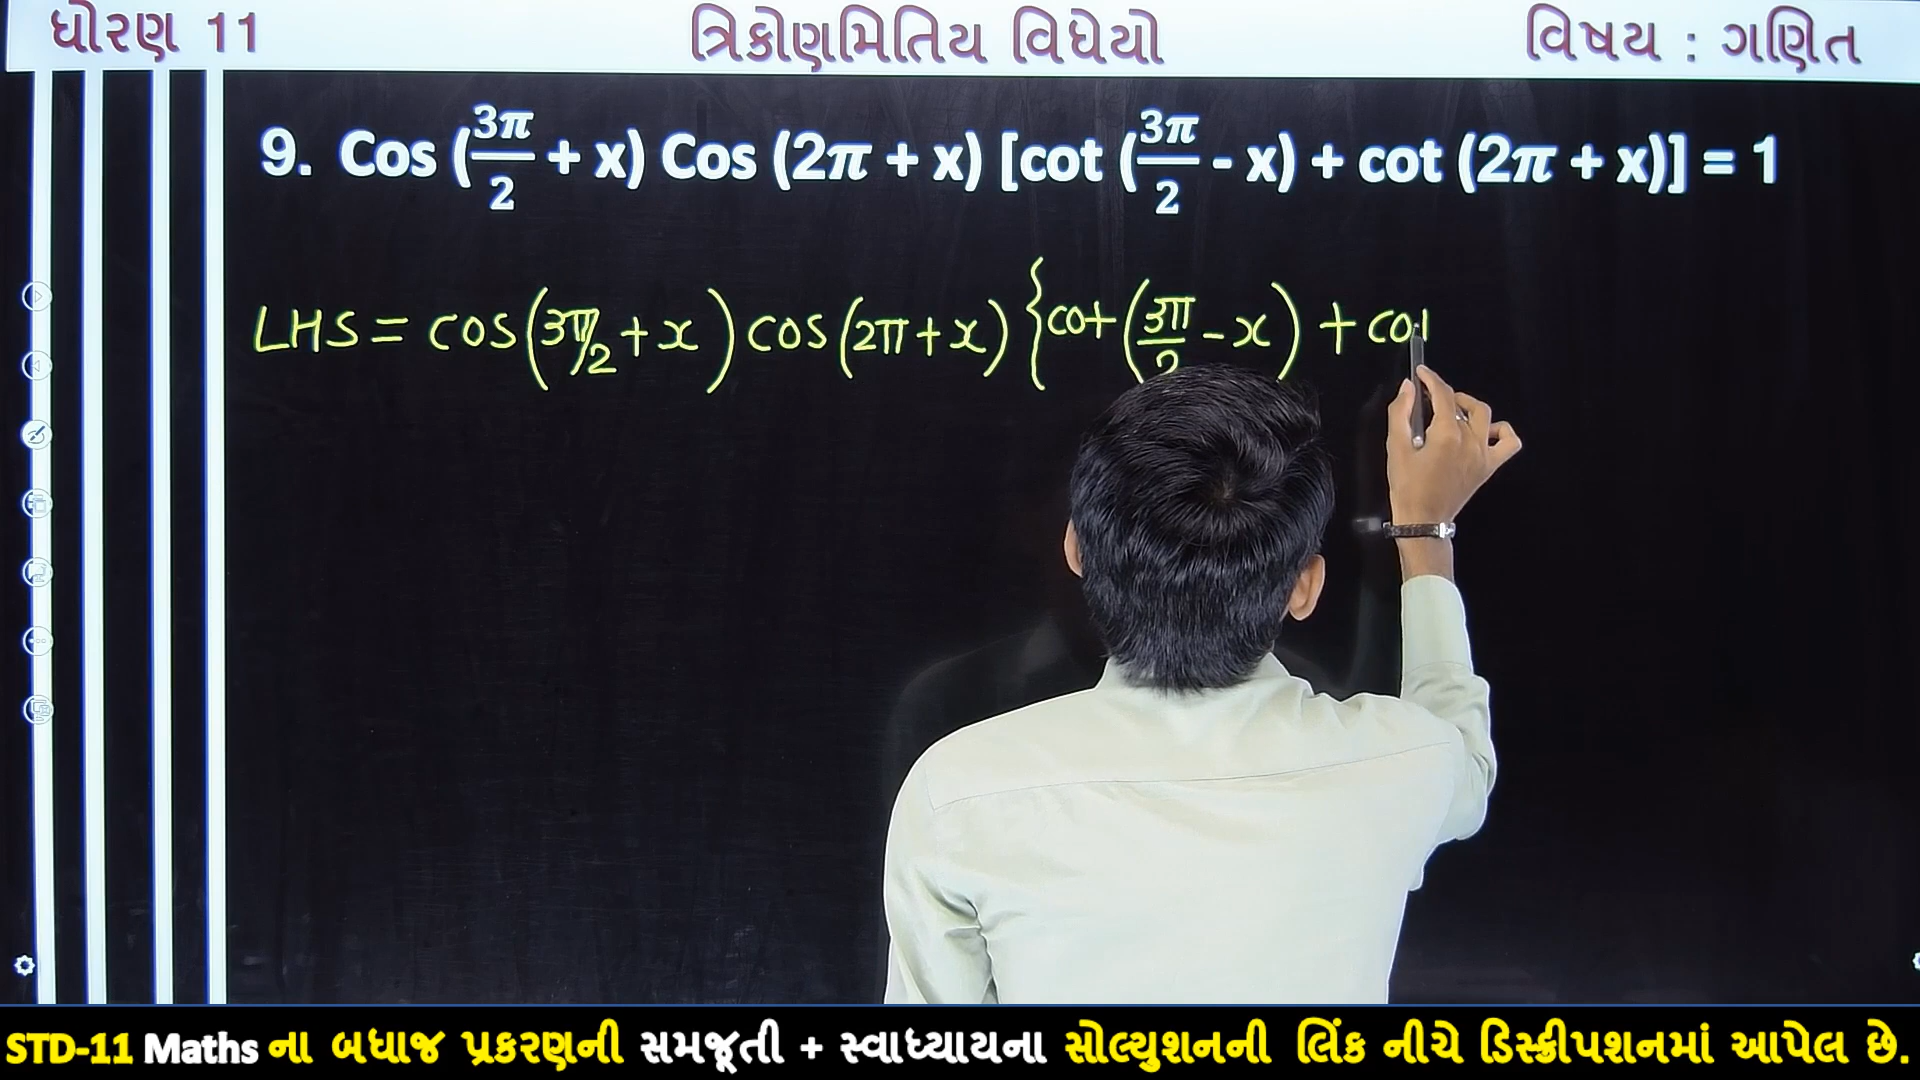 ધોરણ 11 ત્રિકોણમિતિય વિધેયો વિષય : ગણિત
9. Cos (3π/2 + x) Cos (2π + x) [cot (3π/2 - x) + cot (2π + x)] = 1
LHS = cos(3π/2 + x) cos(2π + x) {cot(3π/2 - x) + cot
STD-11 Maths ના બધાજ પ્રકરણની સમજૂતી + સ્વાધ્યાયના સોલ્યુશનની લિંક નીચે ડિસ્ક્રીપશનમાં આપેલ છે.